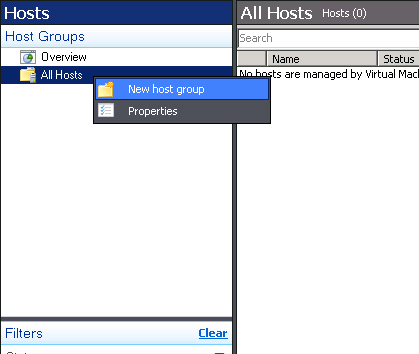 Hosts
Host Groups
Overview
All Hosts
New host group
Properties
Filters
Clear
All Hosts Hosts (0)
Search
Name Status
No hosts are managed by Virtual Mac